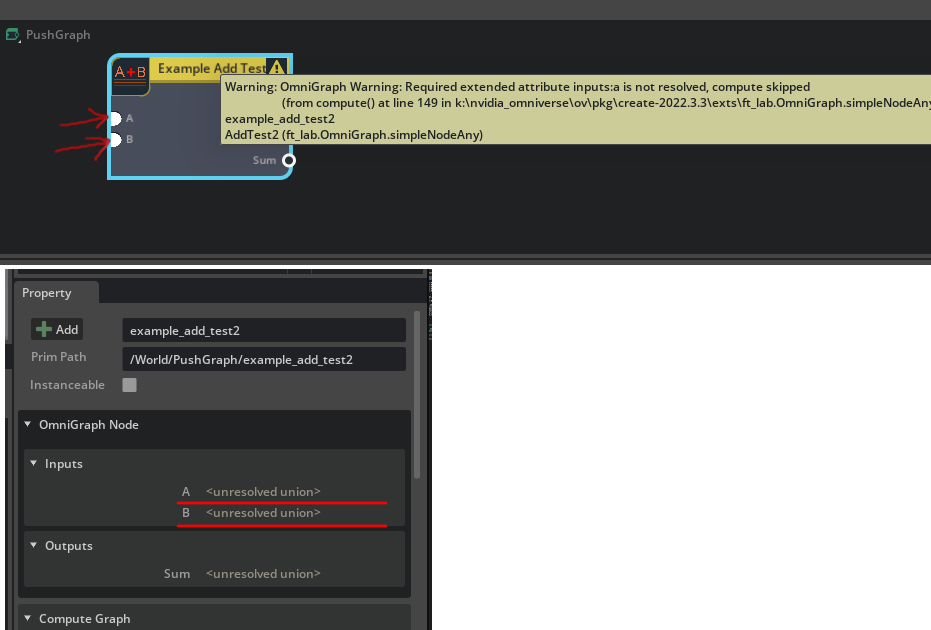 PushGraph
A+B Example Add Test
Warning: OmniGraph Warning: Required extended attribute inputs:a is not resolved, compute skipped
(from compute() at line 149 in k:\nvidia_omniverse\ov\pkg\create-2022.3.3\exts\ft_lab.OmniGraph.simpleNodeAny
example_add_test2
AddTest2 (ft_lab.OmniGraph.simpleNodeAny)
A
B
Sum
Property
Add example_add_test2
Prim Path /World/PushGraph/example_add_test2
Instanceable
OmniGraph Node
Inputs
A <unresolved union>
B <unresolved union>
Outputs
Sum <unresolved union>
Compute Graph